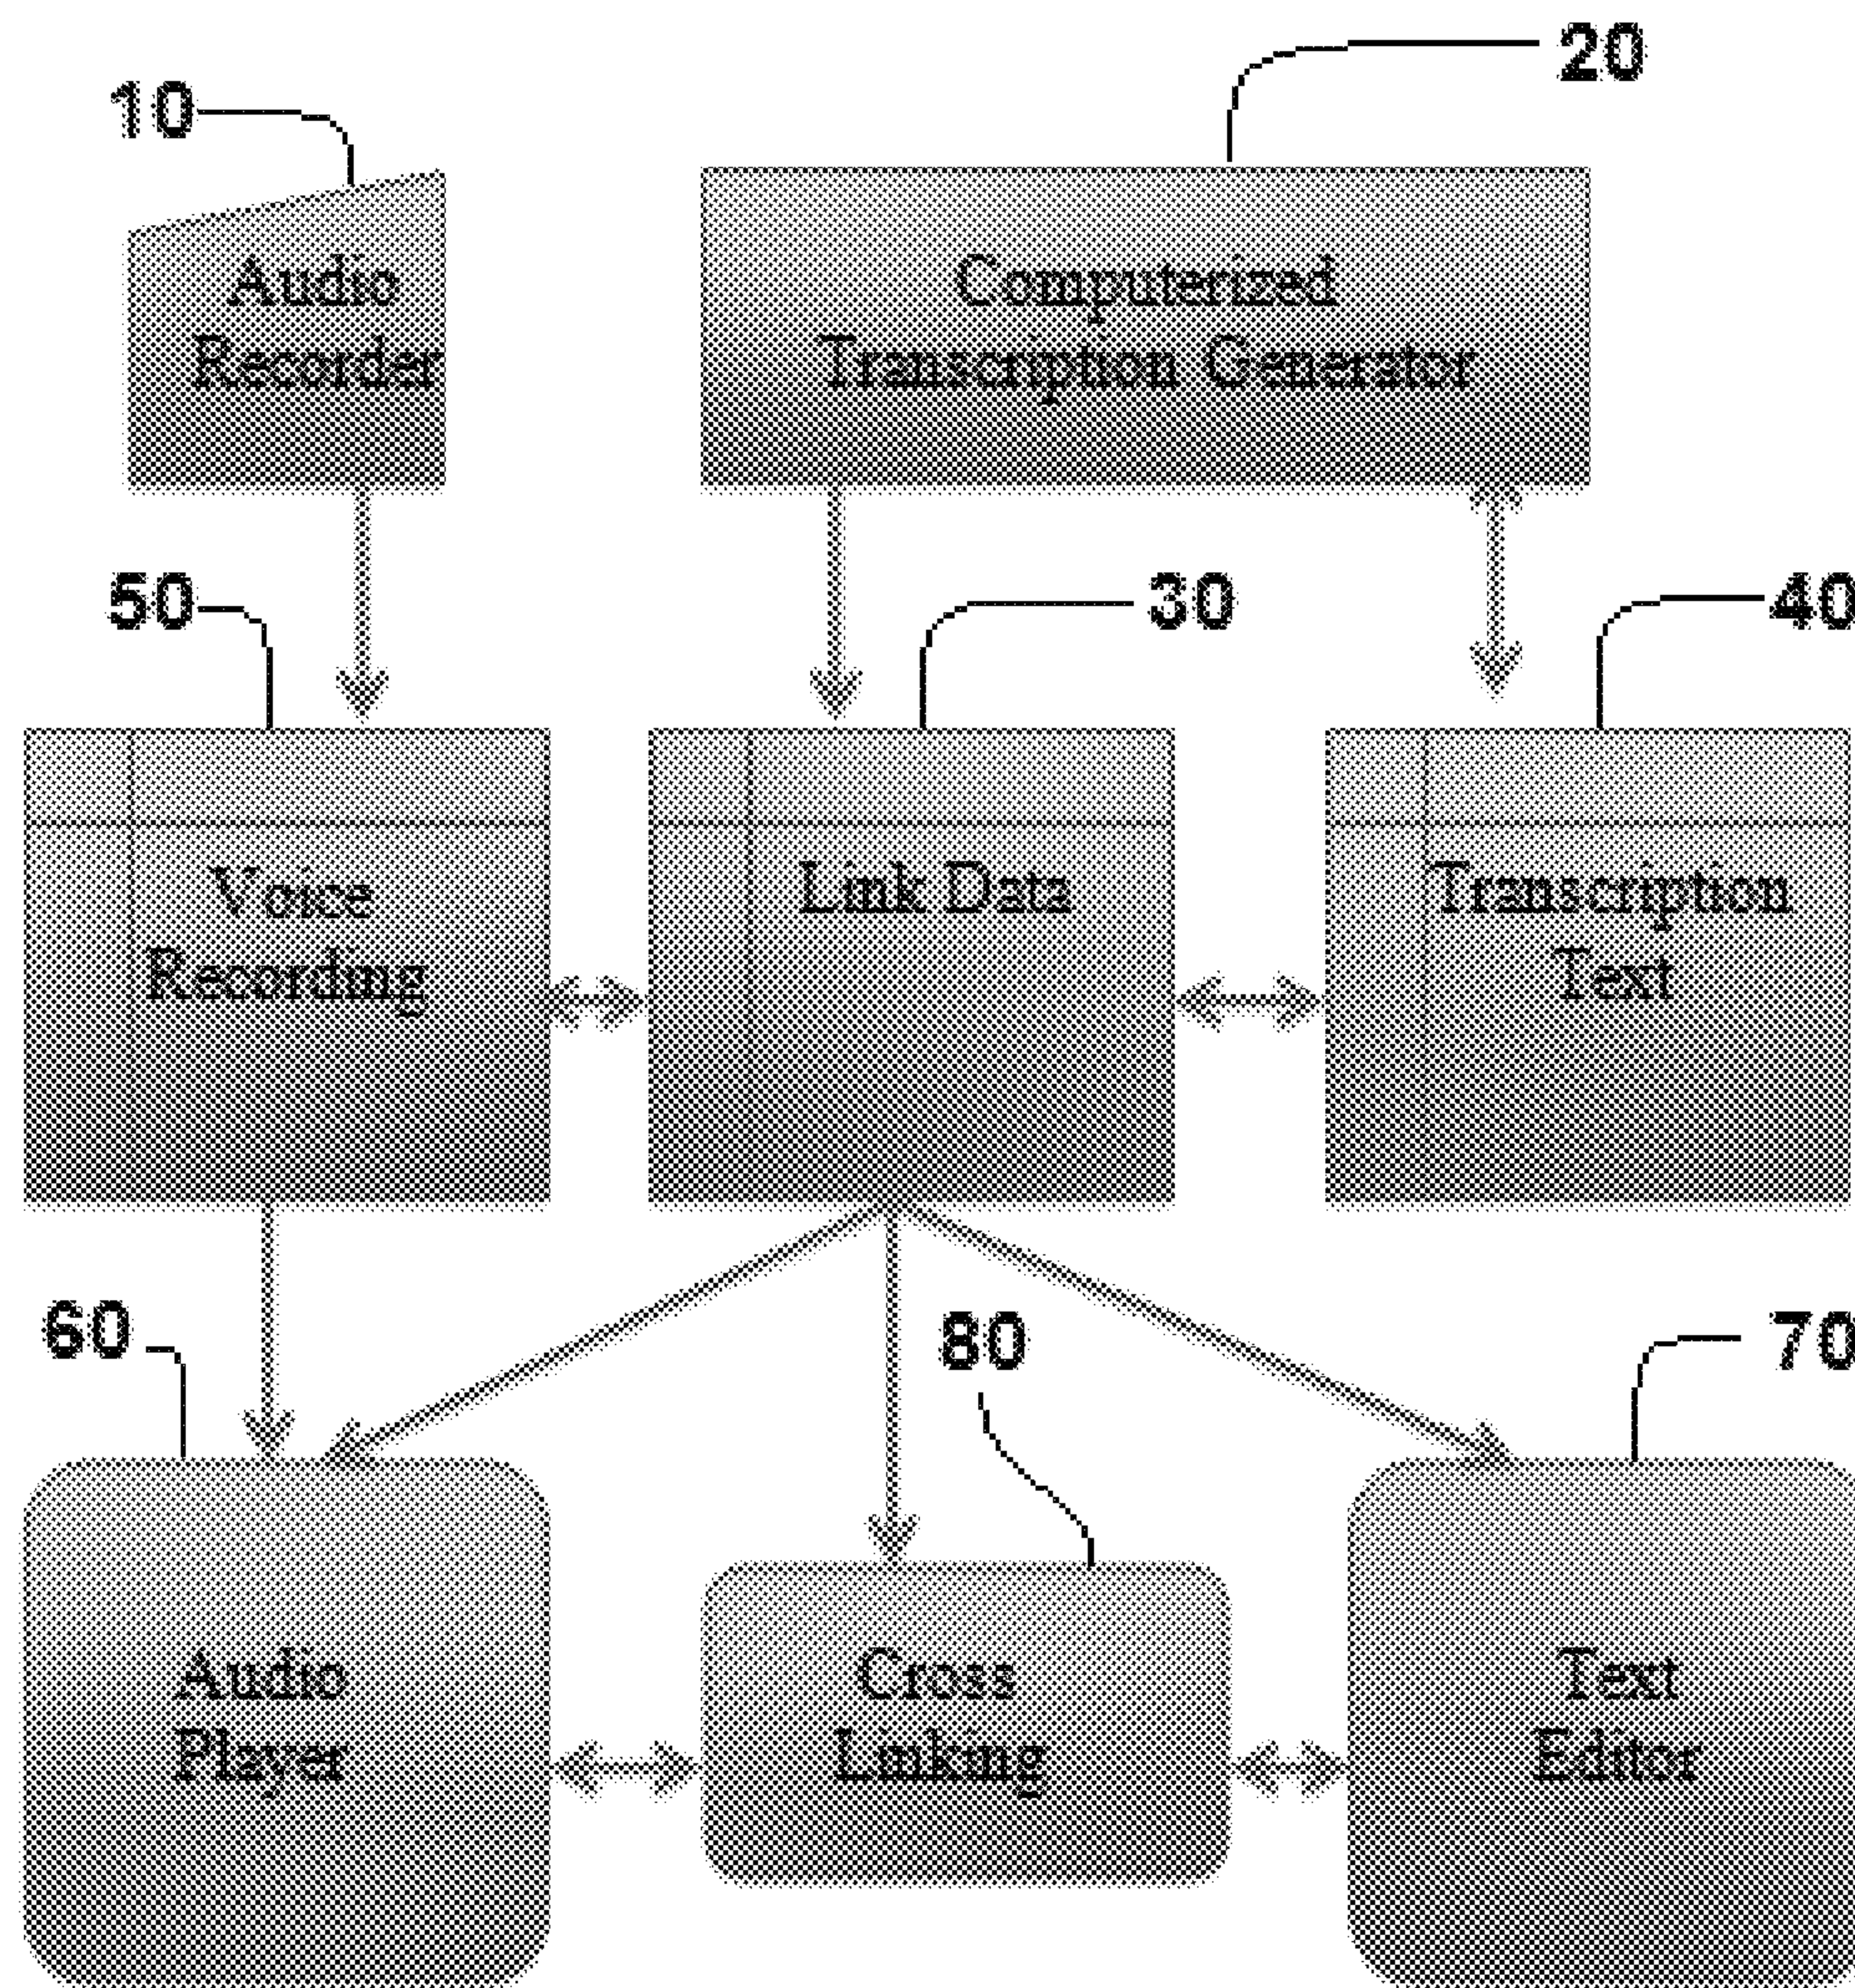 20
10
Audio
Recorder
Computerized
Transcription Generator
50
30
40
Voice
Recording
Link Data
Transcription
Text
60
80
70
Audio
Player
Cross
Linking
Text
Editor